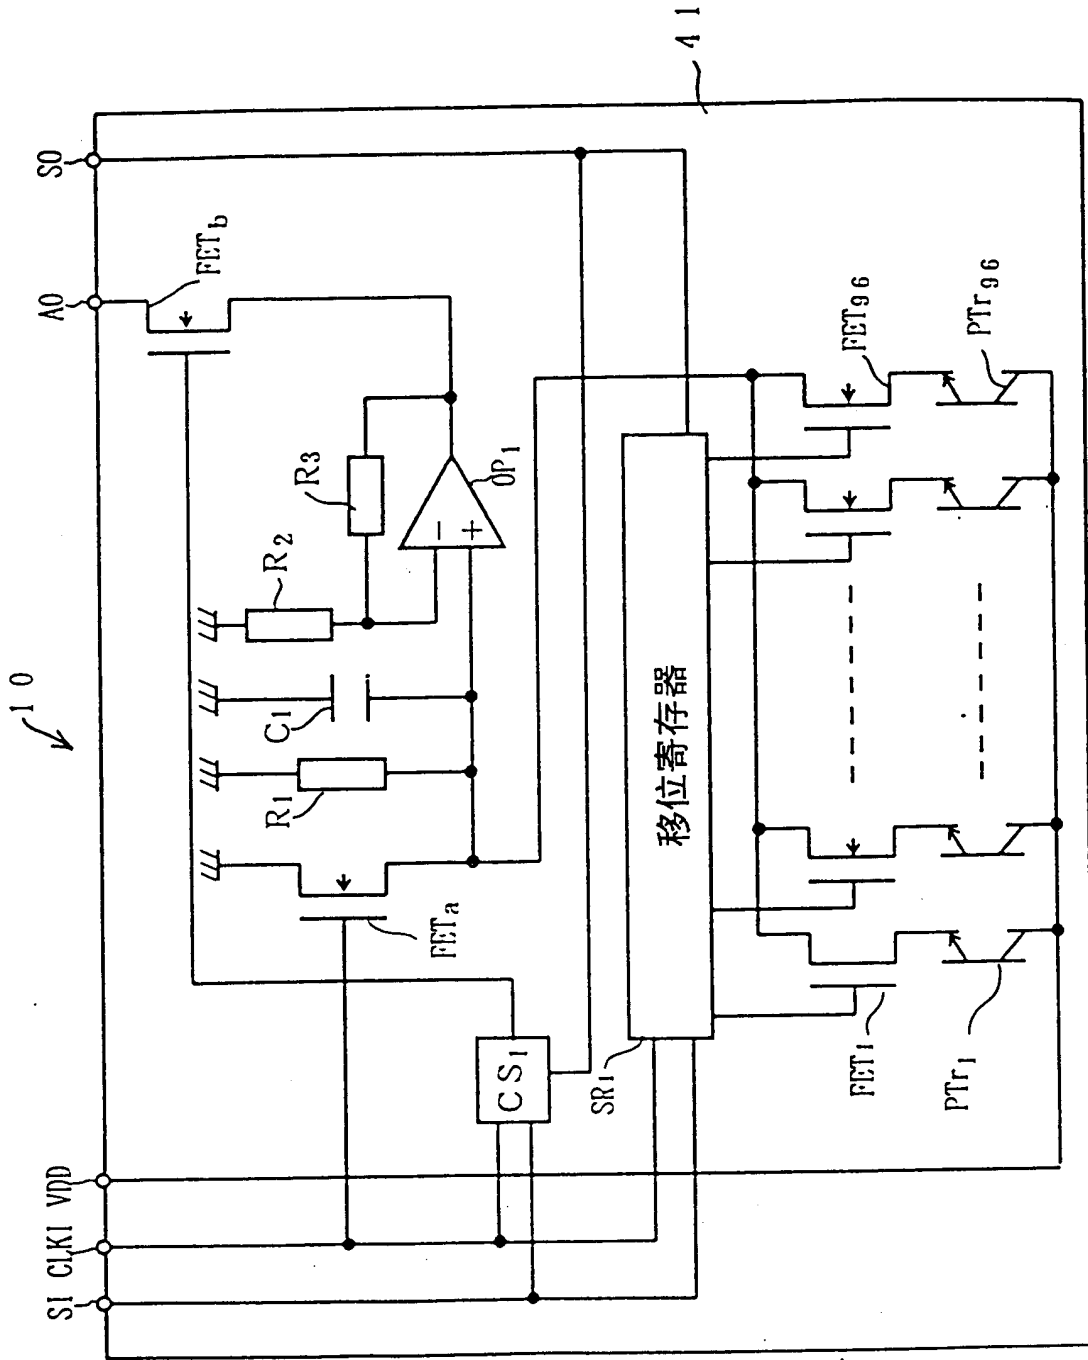 10
SI
CLKI
VDD
AO
SO
FETb
R3
R2
C1
R1
OP1
−
+
FETa
CS1
SR1
移位寄存器
FET1
PTr1
FET96
PTr96
41